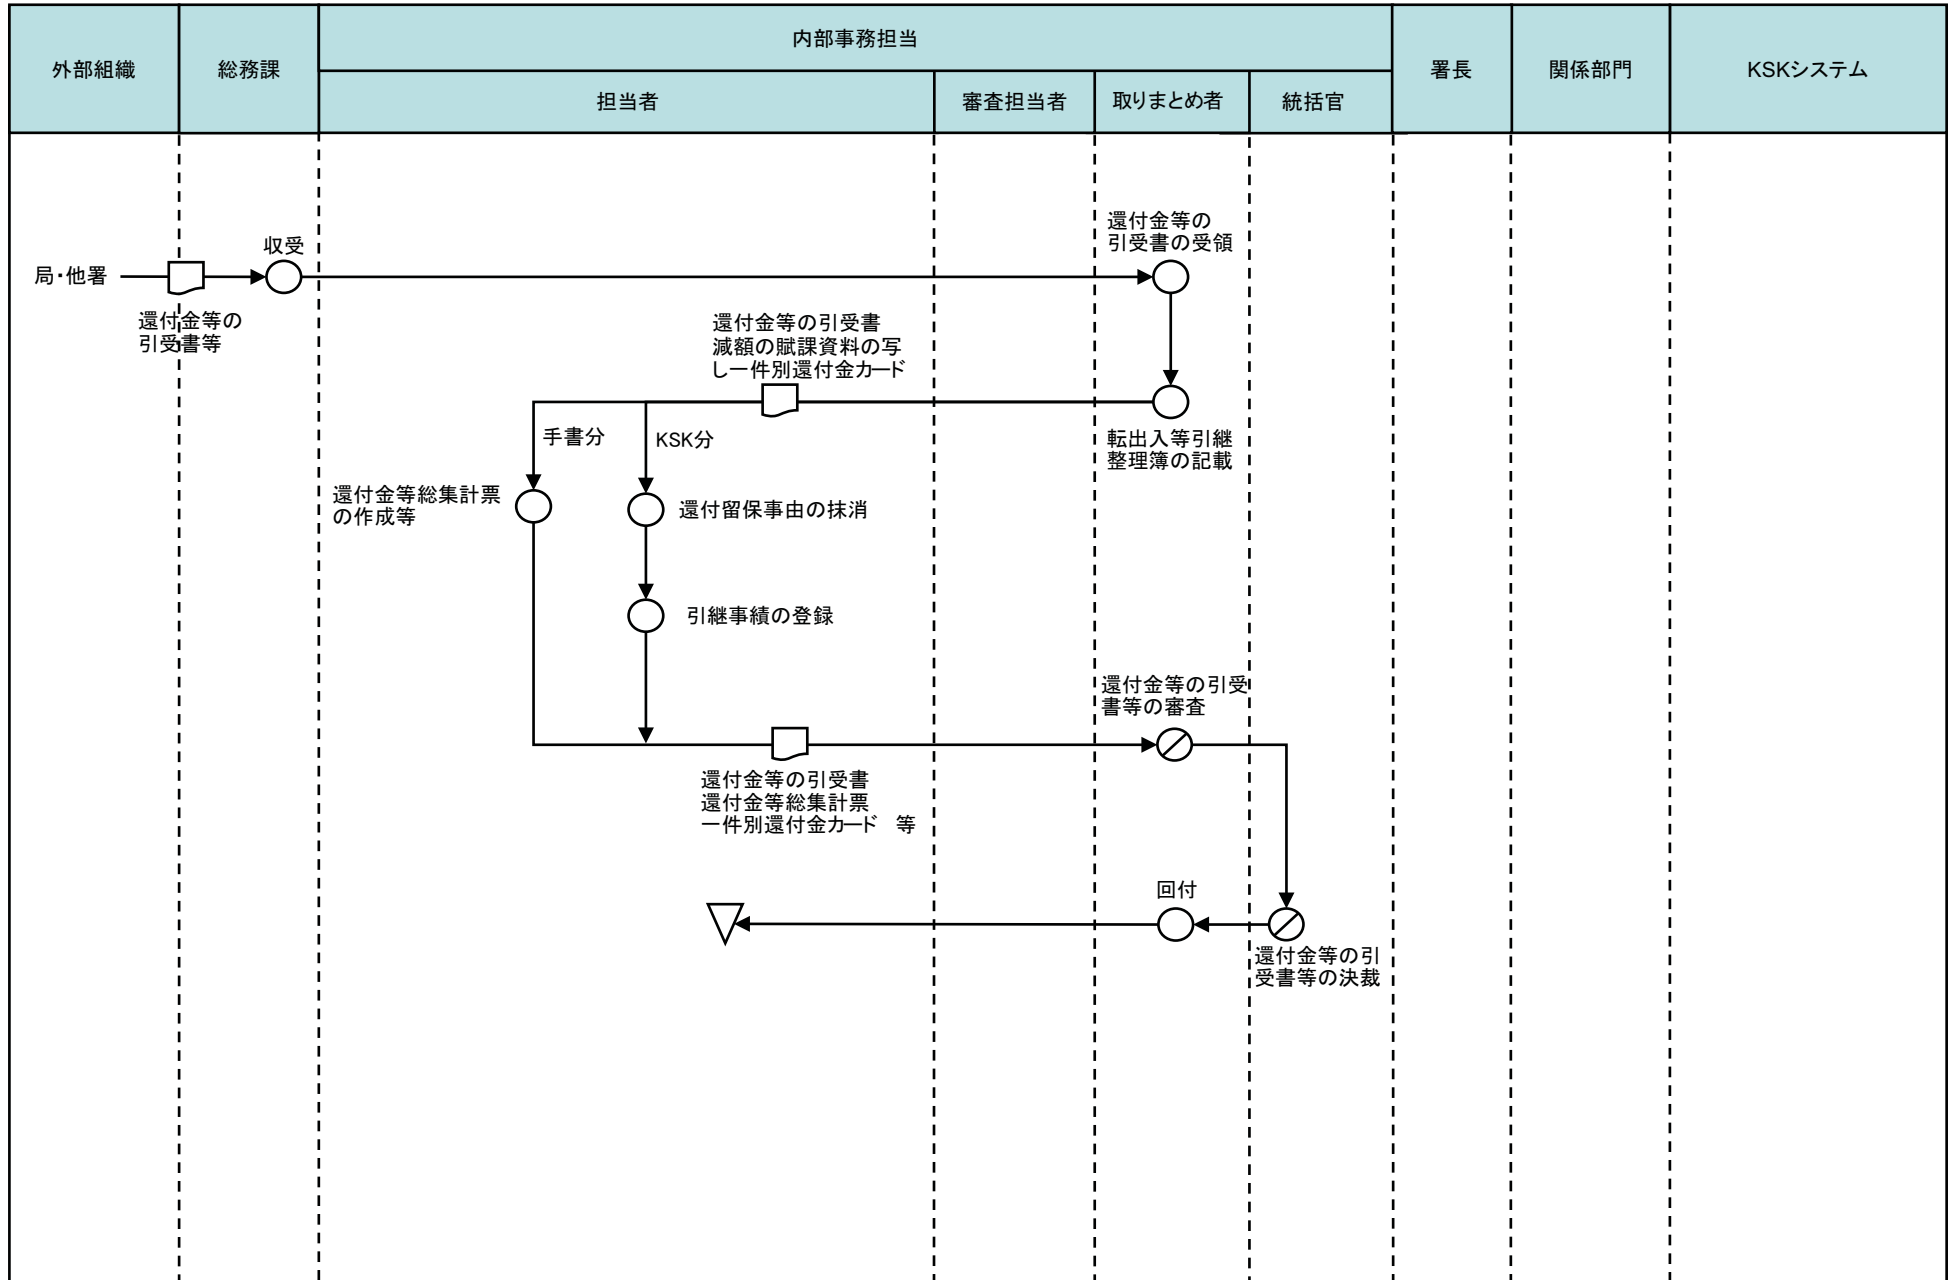 外部組織
総務課
内部事務担当
担当者
審査担当者
取りまとめ者
統括官
署長
関係部門
KSKシステム
局・他署
還付金等の
引受書等
収受
還付金等の
引受書の受領
還付金等の引受書
減額の賦課資料の写
し一件別還付金カード
転出入等引継
整理簿の記載
手書分
KSK分
還付金等総集計票
の作成等
還付留保事由の抹消
引継事績の登録
還付金等の引受
書等の審査
還付金等の引受書
還付金等総集計票
一件別還付金カード 等
回付
還付金等の引
受書等の決裁